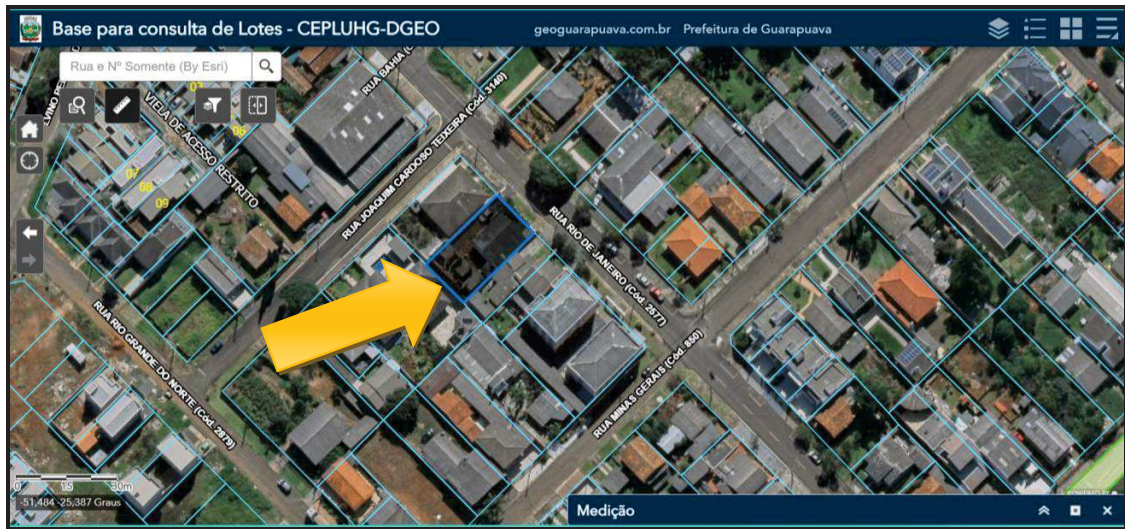 Base para consulta de Lotes - CEPLUHG-DGEO
geoguarapuava.com.br Prefeitura de Guarapuava
Rua e Nº Somente (By Esri)
RUA BAHIA
RUA JOAQUIM CARDOSO TEIXEIRA (Cód. 3140)
VIELA DE ACESSO RESTRITO
06
07
08
09
RUA RIO DE JANEIRO (Cód. 2577)
RUA RIO GRANDE DO NORTE (Cód. 2879)
RUA MINAS GERAIS (Cód. 850)
0 15 30m
-51,484 -25,387 Graus
Medição